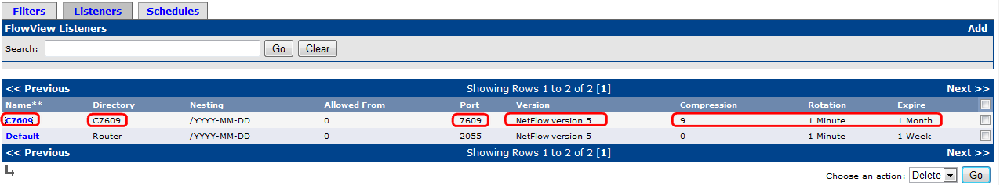 Filters Listeners Schedules
FlowView Listeners Add
Search: Go Clear
<< Previous Showing Rows 1 to 2 of 2 [1] Next >>
Name** Directory Nesting Allowed From Port Version Compression Rotation Expire
C7609 C7609 /YYYY-MM-DD 0 7609 NetFlow version 5 9 1 Minute 1 Month
Default Router /YYYY-MM-DD 0 2055 NetFlow version 5 0 1 Minute 1 Week
<< Previous Showing Rows 1 to 2 of 2 [1] Next >>
Choose an action: Delete Go